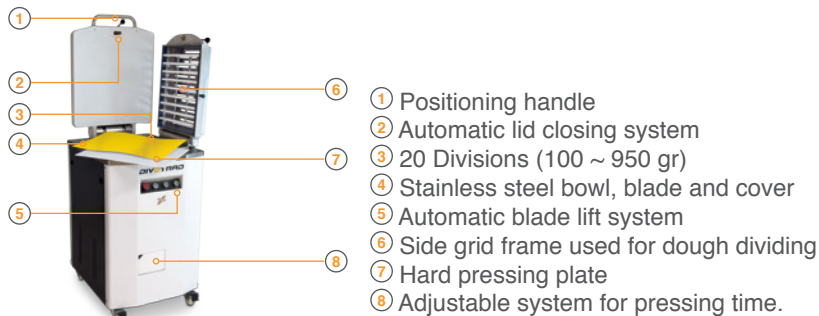 1
2
3
4
5
6
7
8
1 Positioning handle
2 Automatic lid closing system
3 20 Divisions (100 ~ 950 gr)
4 Stainless steel bowl, blade and cover
5 Automatic blade lift system
6 Side grid frame used for dough dividing
7 Hard pressing plate
8 Adjustable system for pressing time.